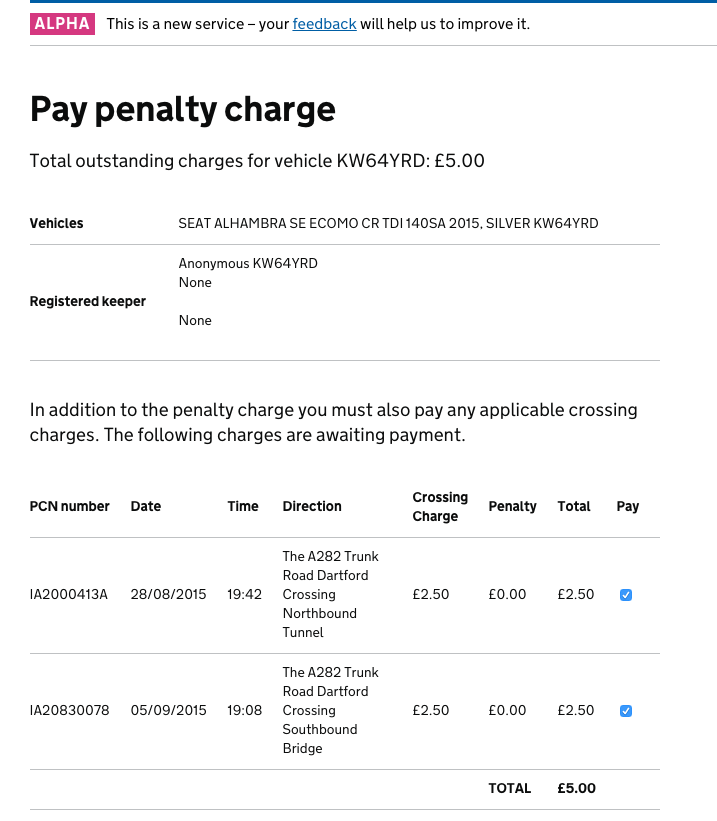 ALPHA This is a new service – your feedback will help us to improve it.
Pay penalty charge
Total outstanding charges for vehicle KW64YRD: £5.00
Vehicles SEAT ALHAMBRA SE ECOMO CR TDI 140SA 2015, SILVER KW64YRD
Registered keeper
Anonymous KW64YRD
None
None
In addition to the penalty charge you must also pay any applicable crossing
charges. The following charges are awaiting payment.
PCN number Date Time Direction Crossing Charge Penalty Total Pay
IA2000413A 28/08/2015 19:42
The A282 Trunk
Road Dartford
Crossing
Northbound
Tunnel
£2.50 £0.00 £2.50
IA20830078 05/09/2015 19:08
The A282 Trunk
Road Dartford
Crossing
Southbound
Bridge
£2.50 £0.00 £2.50
TOTAL £5.00